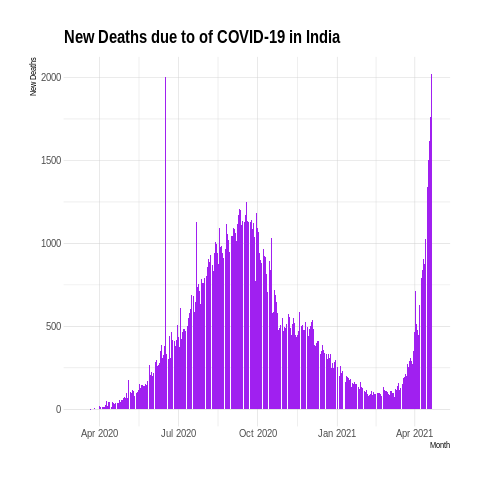 New Deaths due to of COVID-19 in India
New Deaths
2000
1500
1000
500
0
Apr 2020 Jul 2020 Oct 2020 Jan 2021 Apr 2021
Month